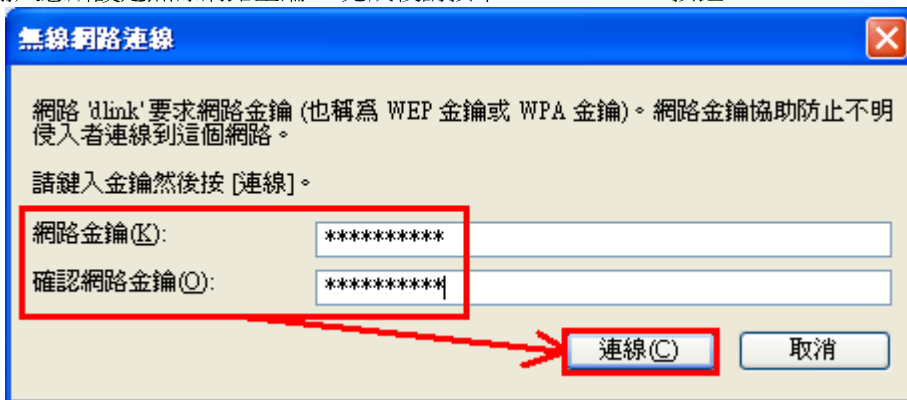 無線網路連線
網路 'dlink' 要求網路金鑰 (也稱爲 WEP 金鑰或 WPA 金鑰)。網路金鑰協助防止不明
侵入者連線到這個網路。
請鍵入金鑰然後按 [連線]。
網路金鑰(K): **********
確認網路金鑰(O): **********
連線(C) 取消